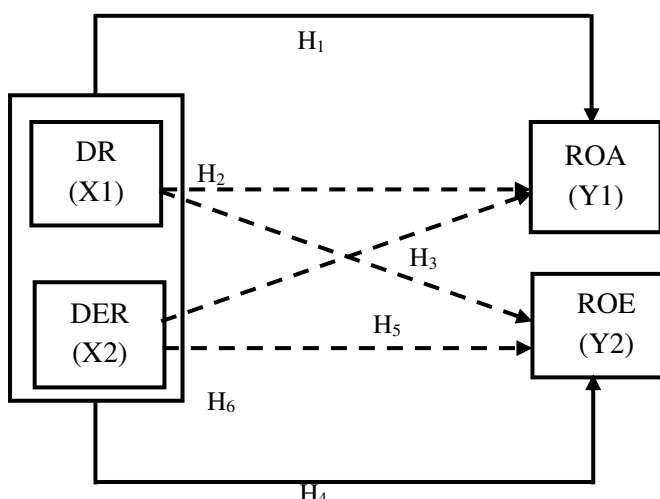 H₁
DR
(X1)
ROA
(Y1)
H₂
H₃
DER
(X2)
ROE
(Y2)
H₅
H₆
H₄